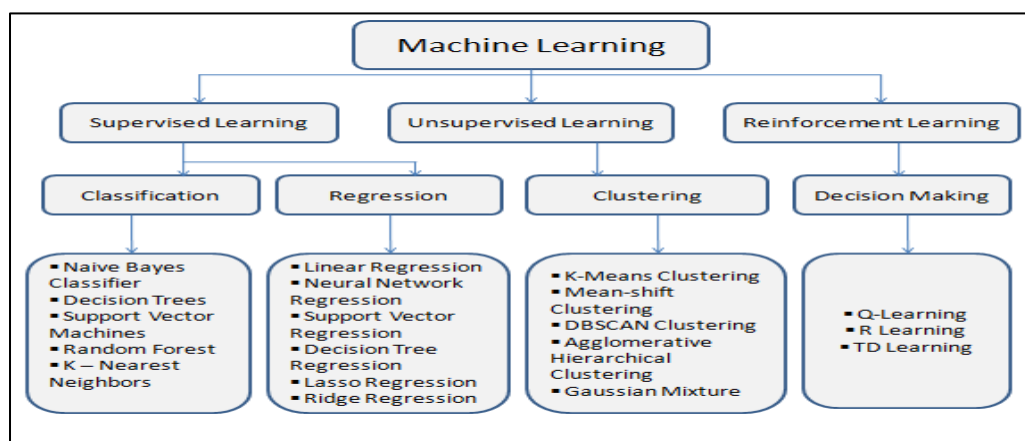 Machine Learning
Supervised Learning
Unsupervised Learning
Reinforcement Learning
Classification
Regression
Clustering
Decision Making
▪ Naive Bayes
Classifier
▪ Decision Trees
▪ Support Vector
Machines
▪ Random Forest
▪ K – Nearest
Neighbors
▪ Linear Regression
▪ Neural Network
Regression
▪ Support Vector
Regression
▪ Decision Tree
Regression
▪ Lasso Regression
▪ Ridge Regression
▪ K-Means Clustering
▪ Mean-shift
Clustering
▪ DBSCAN Clustering
▪ Agglomerative
Hierarchical
Clustering
▪ Gaussian Mixture
▪ Q-Learning
▪ R Learning
▪ TD Learning